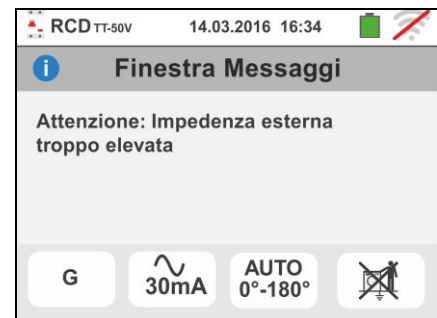 RCD TT-50V 14.03.2016 16:34
Finestra Messaggi
Attenzione: Impedenza esterna
troppo elevata
G 30mA AUTO
0°-180°